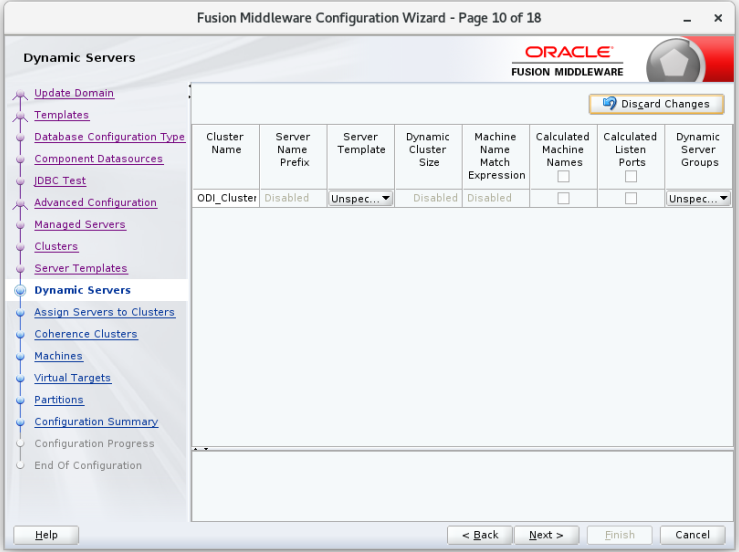 Fusion Middleware Configuration Wizard - Page 10 of 18
Dynamic Servers
ORACLE
FUSION MIDDLEWARE
Update Domain
Templates
Database Configuration Type
Component Datasources
JDBC Test
Advanced Configuration
Managed Servers
Clusters
Server Templates
Dynamic Servers
Assign Servers to Clusters
Coherence Clusters
Machines
Virtual Targets
Partitions
Configuration Summary
Configuration Progress
End Of Configuration
Discard Changes
Cluster Name
Server Name Prefix
Server Template
Dynamic Cluster Size
Machine Name Match Expression
Calculated Machine Names
Calculated Listen Ports
Dynamic Server Groups
ODI_Cluster Disabled Unspec... Disabled Disabled Unspec...
Help
< Back
Next >
Finish
Cancel